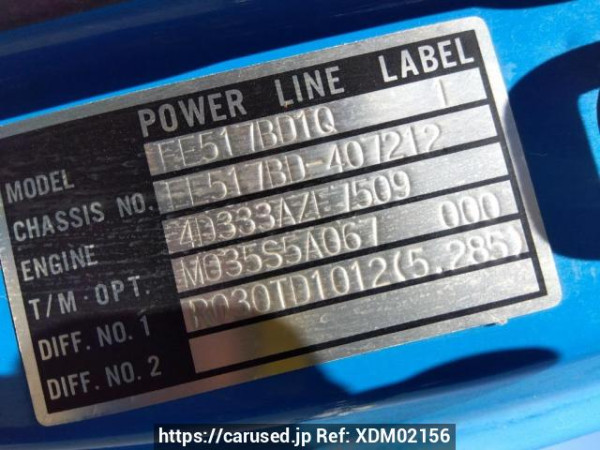 POWER LINE LABEL
MODEL FE517BD1Q 1
CHASSIS NO. FE517BD-407212
ENGINE 4D333AZF7509
T/M·OPT. M035S5A067 000
DIFF. NO. 1 R030TD1012(5.285)
DIFF. NO. 2
https://carused.jp Ref: XDM02156